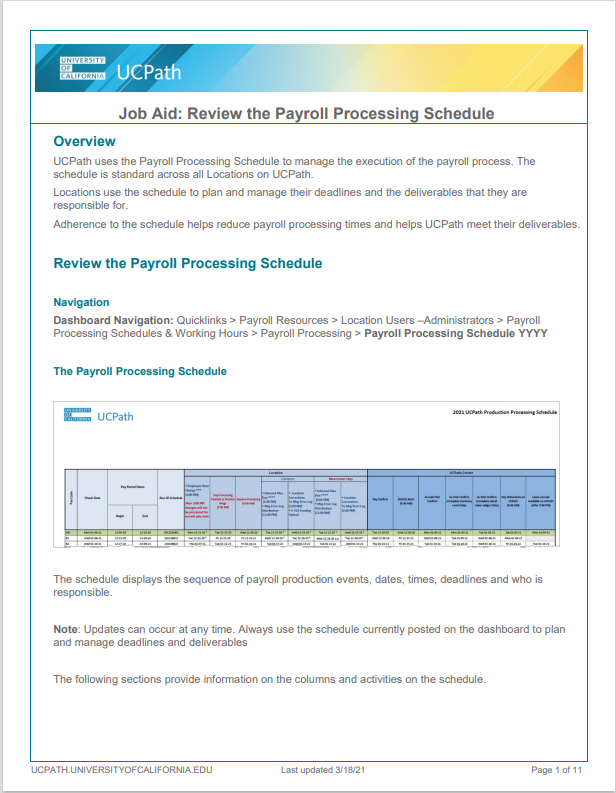 UNIVERSITY
OF
CALIFORNIA
UCPath
Job Aid: Review the Payroll Processing Schedule
Overview
UCPath uses the Payroll Processing Schedule to manage the execution of the payroll process. The
schedule is standard across all Locations on UCPath.
Locations use the schedule to plan and manage their deadlines and the deliverables that they are
responsible for.
Adherence to the schedule helps reduce payroll processing times and helps UCPath meet their deliverables.
Review the Payroll Processing Schedule
Navigation
Dashboard Navigation: Quicklinks > Payroll Resources > Location Users –Administrators > Payroll
Processing Schedules & Working Hours > Payroll Processing > Payroll Processing Schedule YYYY
The Payroll Processing Schedule
UNIVERSITY
OF
CALIFORNIA
UCPath
2021 UCPath Production Processing Schedule
Location
UCPath Center
Check Date
Pay Period Dates
Begin
End
The schedule displays the sequence of payroll production events, dates, times, deadlines and who is
responsible.
Note: Updates can occur at any time. Always use the schedule currently posted on the dashboard to plan
and manage deadlines and deliverables
The following sections provide information on the columns and activities on the schedule.
UCPATH.UNIVERSITYOFCALIFORNIA.EDU
Last updated 3/18/21
Page 1 of 11